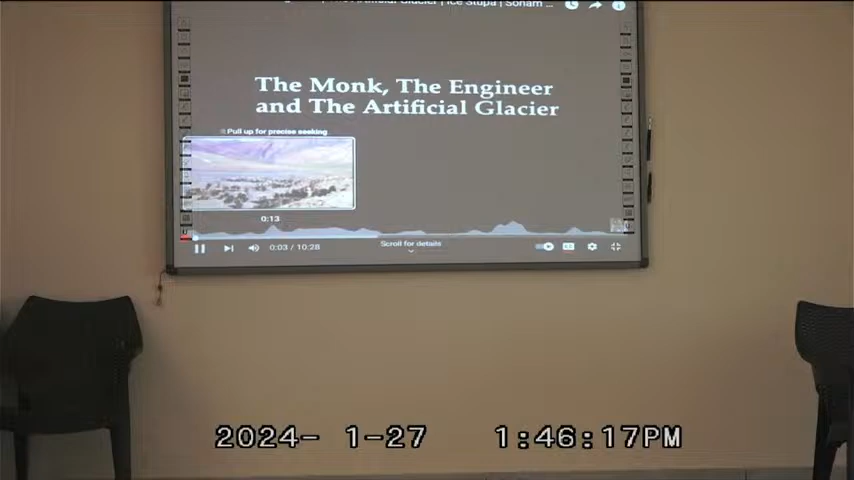 Artificial Glacier | Ice Stupa | Sonam ...
The Monk, The Engineer
and The Artificial Glacier
Pull up for precise seeking
0:13
0:03 / 10:28
Scroll for details
2024- 1-27 1:46:17PM